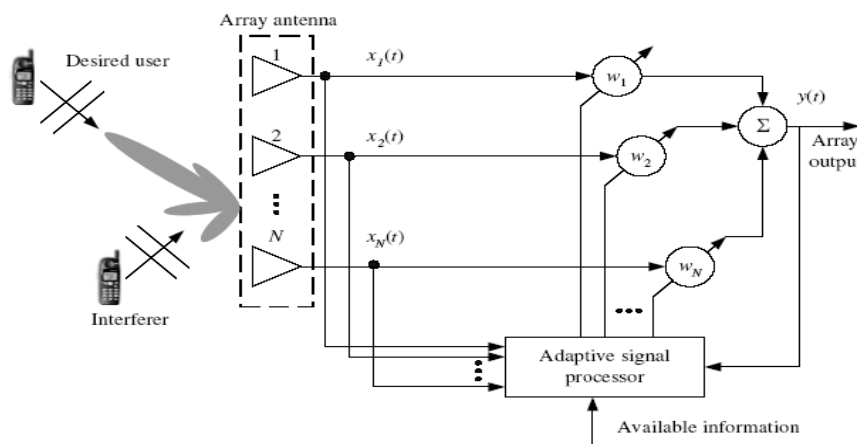 Array antenna
Desired user
1
x1(t)
w1
2
x2(t)
w2
y(t)
Σ
Array
output
N
xN(t)
wN
Interferer
Adaptive signal
processor
Available information